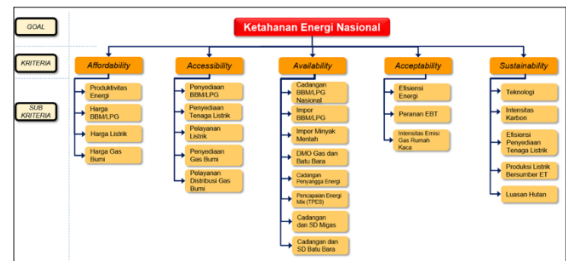 GOAL
Ketahanan Energi Nasional
KRITERIA
Affordability
Accessibility
Availability
Acceptability
Sustainability
SUB
KRITERIA
Produktivitas
Energi
Harga
BBM/LPG
Harga Listrik
Harga Gas
Bumi
Penyediaan
BBM/LPG
Penyediaan
Tenaga Listrik
Pelayanan
Listrik
Penyediaan
Gas Bumi
Pelayanan
Distribusi Gas
Bumi
Cadangan
BBM/LPG
Nasional
Impor
BBM/LPG
Impor Minyak
Mentah
DMO Gas dan
Batu Bara
Cadangan
Penyangga Energi
Pencapaian Energi
Mix (TPES)
Cadangan
dan SD Migas
Cadangan dan
SD Batu Bara
Efisiensi
Energi
Peranan EBT
Intensitas Emisi
Gas Rumah
Kaca
Teknologi
Intensitas
Karbon
Efisiensi
Penyediaan
Tenaga Listrik
Produksi Listrik
Bersumber ET
Luasan Hutan